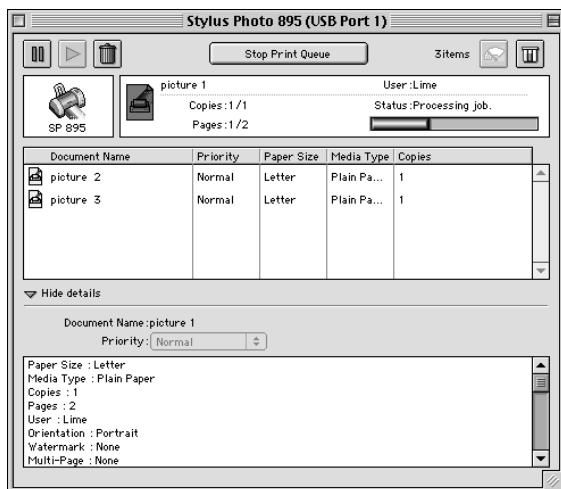 Stylus Photo 895 (USB Port 1)
Stop Print Queue
3items
SP 895
picture 1
User :Lime
Copies:1/1
Status :Processing job.
Pages:1/2
Document Name Priority Paper Size Media Type Copies
picture 2 Normal Letter Plain Pa... 1
picture 3 Normal Letter Plain Pa... 1
Hide details
Document Name :picture 1
Priority : Normal
Paper Size : Letter
Media Type : Plain Paper
Copies : 1
Pages : 2
User : Lime
Orientation : Portrait
Watermark : None
Multi-Page : None